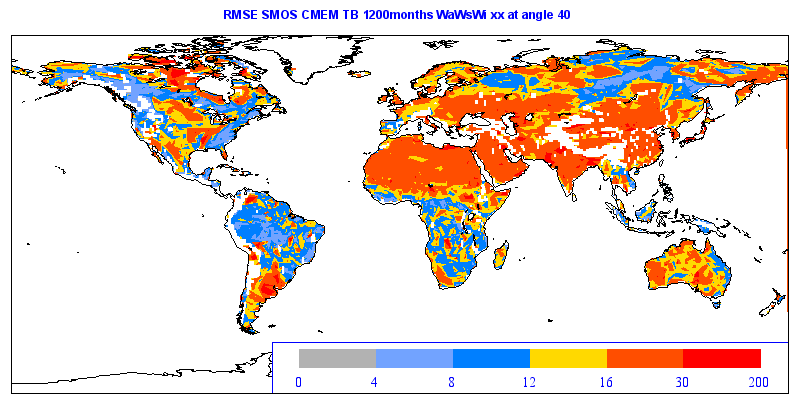 RMSE SMOS CMEM TB 1200months WaWsWi xx at angle 40
0 4 8 12 16 30 200